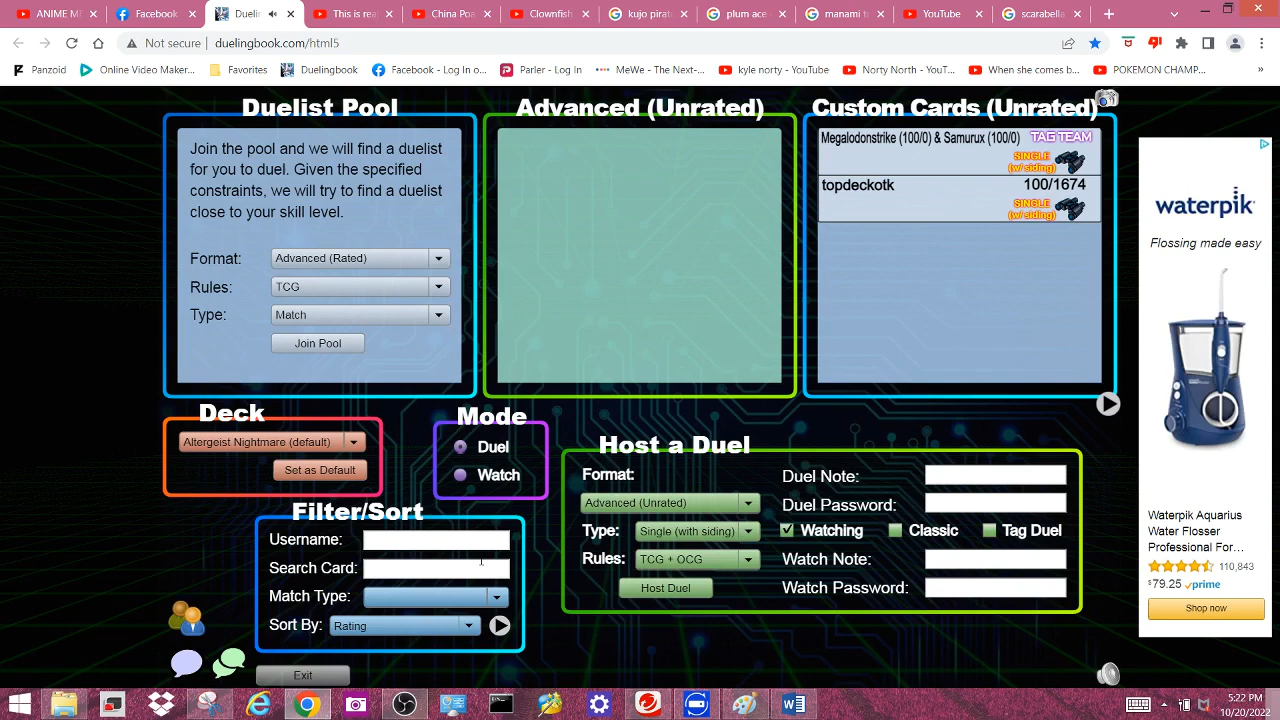 ANIME MI
Facebook
Duelin
This is rea
China Poa
Clownfish
kujo pirat
plum ace
manami t
YouTube
scarabella
Not secure
duelingbook.com/html5
Panzoid
Online Video Maker...
Favorites
Duelingbook
Facebook - Log In o...
Parler - Log In
MeWe - The Next-...
kyle norty - YouTube
Norty North - YouT...
When she comes b...
POKEMON CHAMP...
»
Duelist Pool
Advanced (Unrated)
Custom Cards (Unrated)
Join the pool and we will find a duelist
for you to duel. Given the specified
constraints, we will try to find a duelist
close to your skill level.
Format: Advanced (Rated)
Rules: TCG
Type: Match
Join Pool
Megalodonstrike (100/0) & Samurux (100/0) TAG TEAM
SINGLE
(w/ siding)
topdeckotk 100/1674
SINGLE
(w/ siding)
waterpik
Flossing made easy
Waterpik Aquarius
Water Flosser
Professional For...
110,843
$79.25 prime
Shop now
Deck
Altergeist Nightmare (default)
Set as Default
Mode
Duel
Watch
Host a Duel
Format:
Advanced (Unrated)
Type: Single (with siding)
Rules: TCG + OCG
Host Duel
Duel Note:
Duel Password:
Watching Classic Tag Duel
Watch Note:
Watch Password:
Filter/Sort
Username:
Search Card:
Match Type:
Sort By: Rating
Exit
5:22 PM
10/20/2022